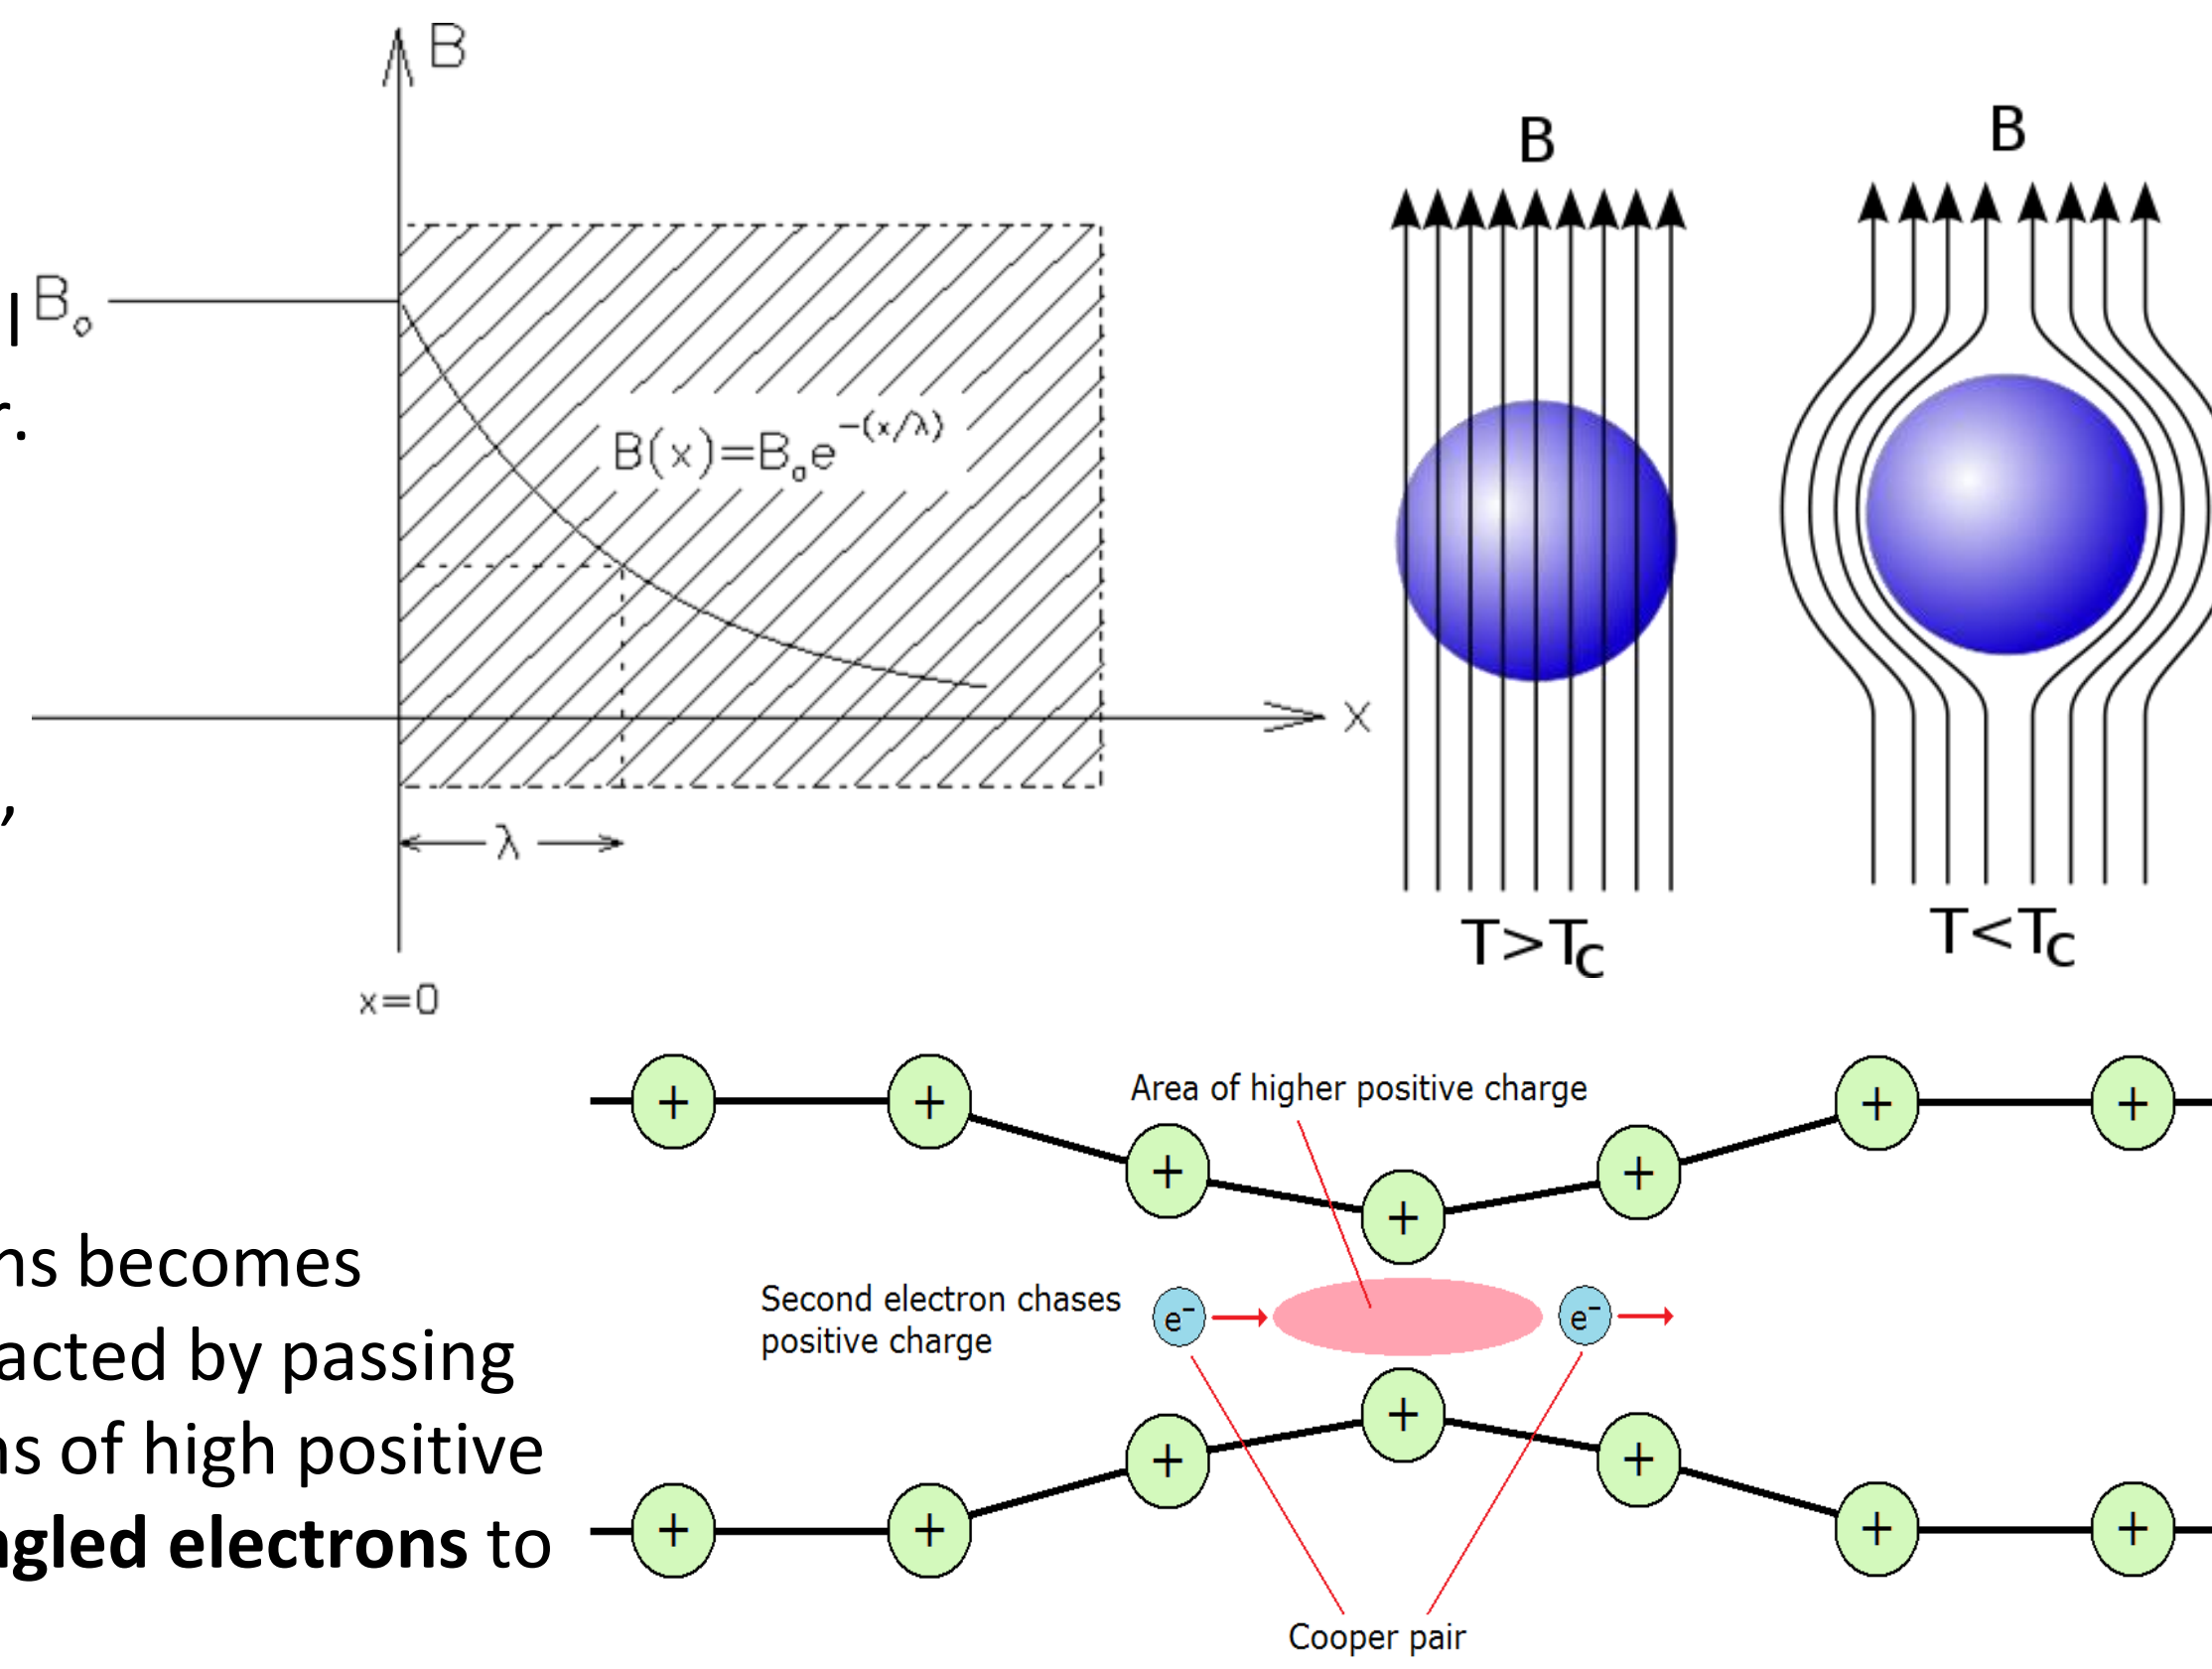 B
B₀
B(x)=B₀e^-(x/λ)
x
λ
x=0
B
T>Tc
B
T<Tc
l
r.
,
ns becomes
acted by passing
ns of high positive
ngled electrons to
Area of higher positive charge
+ + + + + + +
Second electron chases
positive charge
e⁻ e⁻
+ + + + + + +
Cooper pair